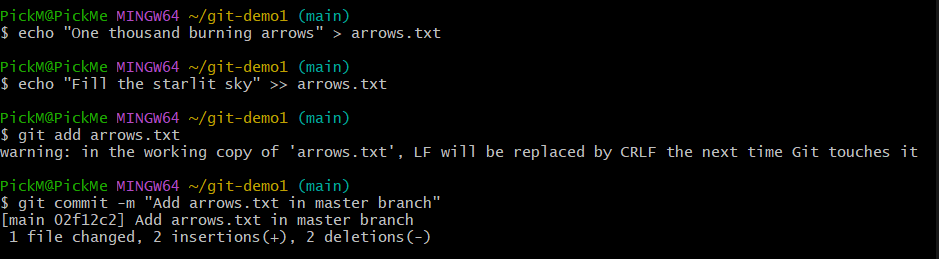 PickM@PickMe MINGW64 ~/git-demo1 (main)
$ echo "One thousand burning arrows" > arrows.txt
PickM@PickMe MINGW64 ~/git-demo1 (main)
$ echo "Fill the starlit sky" >> arrows.txt
PickM@PickMe MINGW64 ~/git-demo1 (main)
$ git add arrows.txt
warning: in the working copy of 'arrows.txt', LF will be replaced by CRLF the next time Git touches it
PickM@PickMe MINGW64 ~/git-demo1 (main)
$ git commit -m "Add arrows.txt in master branch"
[main 02f12c2] Add arrows.txt in master branch
 1 file changed, 2 insertions(+), 2 deletions(-)